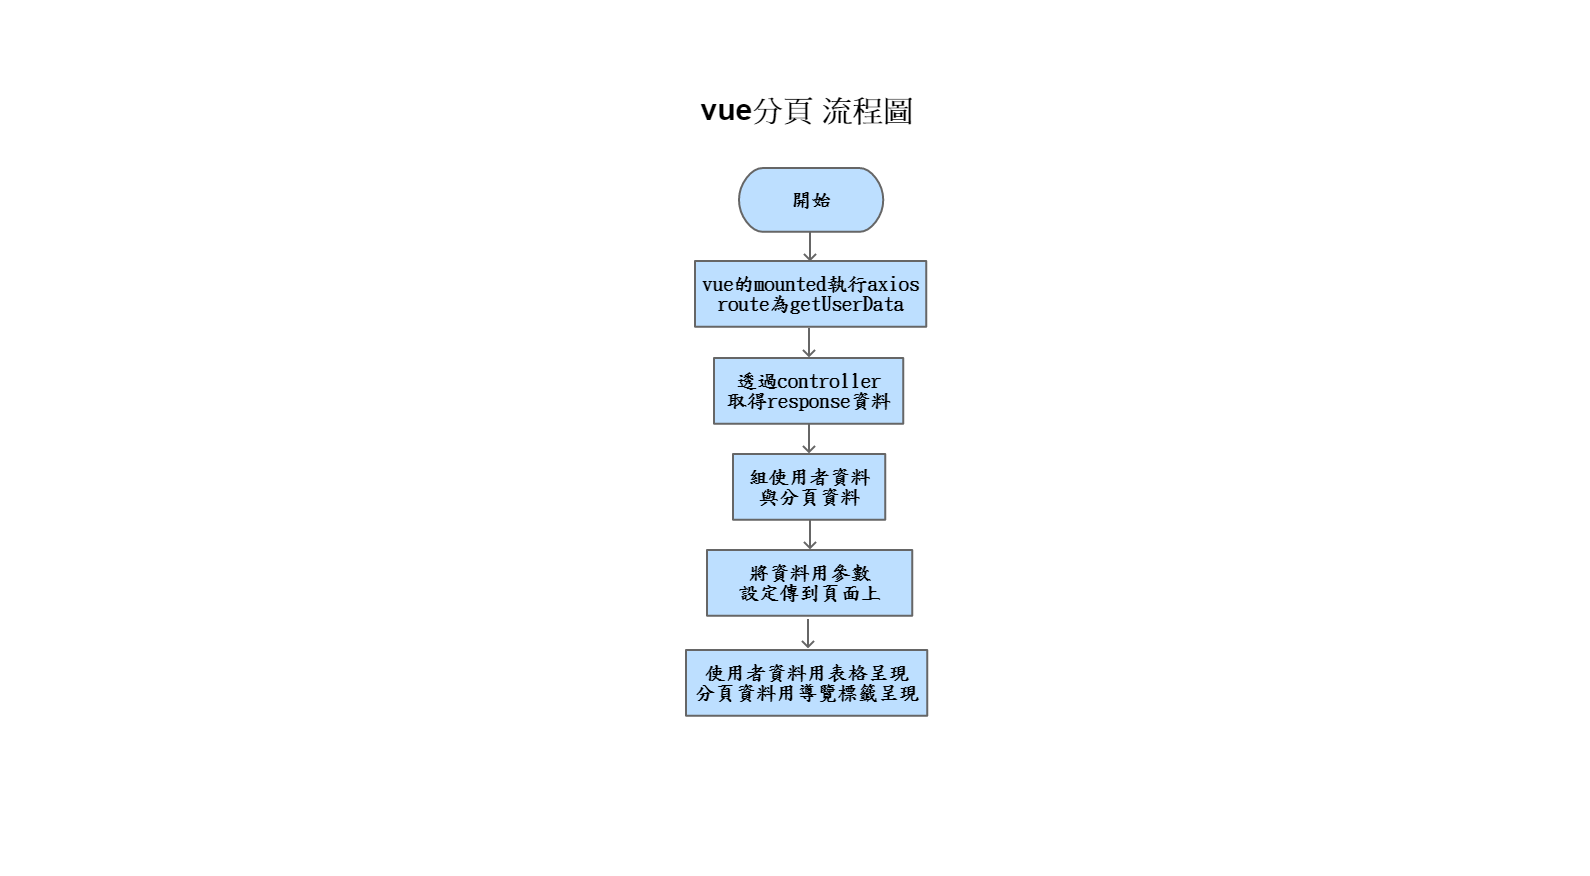 vue分頁 流程圖
開始
vue的mounted執行axios
route為getUserData
透過controller
取得response資料
組使用者資料
與分頁資料
將資料用參數
設定傳到頁面上
使用者資料用表格呈現
分頁資料用導覽標籤呈現